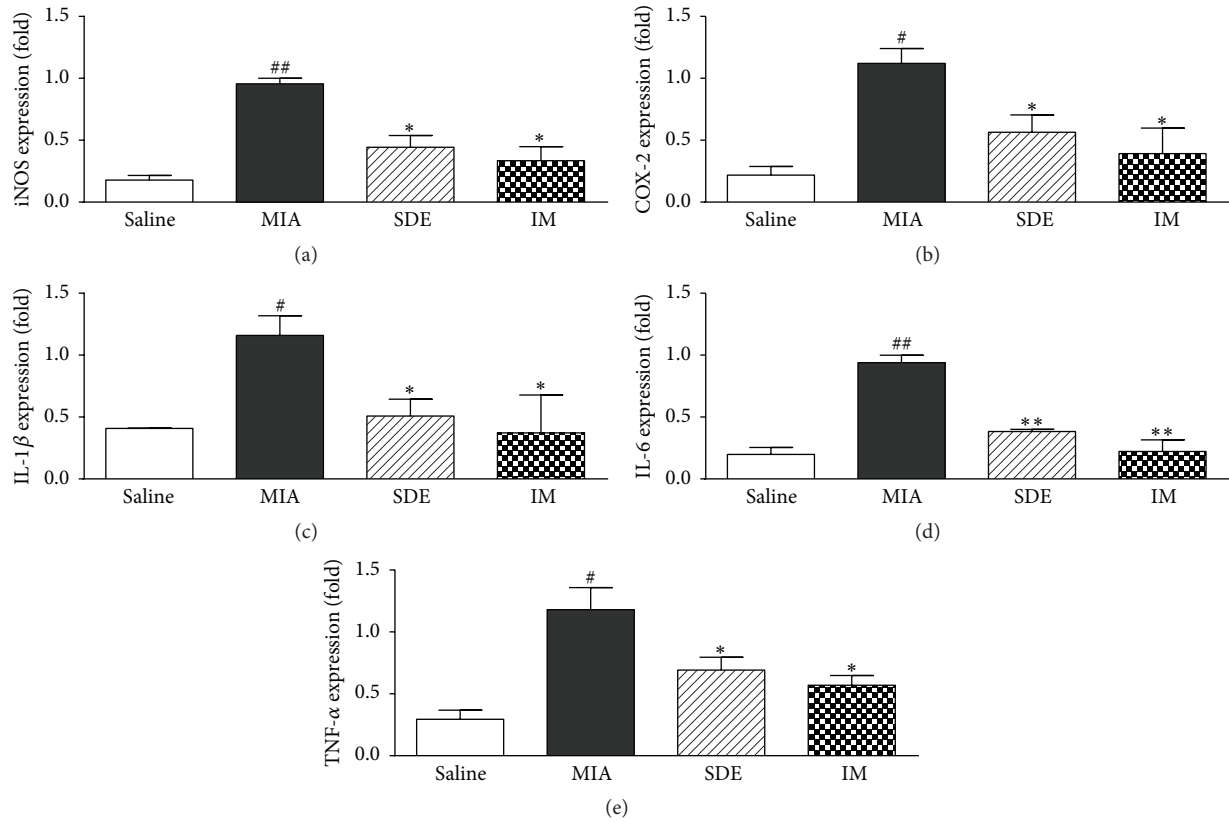 iNOS expression (fold)
1.5
1.0
0.5
0.0
##
*
*
Saline MIA SDE IM
(a)
COX-2 expression (fold)
1.5
1.0
0.5
0.0
#
*
*
Saline MIA SDE IM
(b)
IL-1β expression (fold)
1.5
1.0
0.5
0.0
#
*
*
Saline MIA SDE IM
(c)
IL-6 expression (fold)
1.5
1.0
0.5
0.0
##
**
**
Saline MIA SDE IM
(d)
TNF-α expression (fold)
1.5
1.0
0.5
0.0
#
*
*
Saline MIA SDE IM
(e)